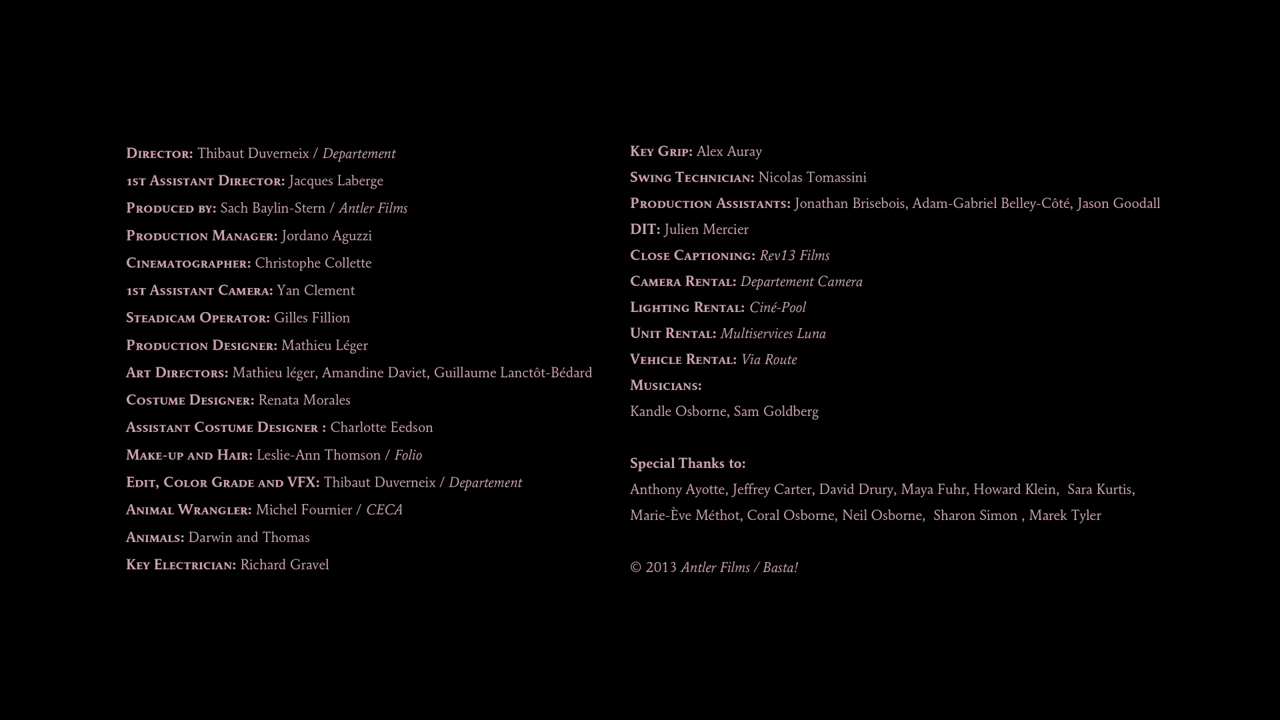 Director: Thibaut Duverneix / Departement
1st Assistant Director: Jacques Laberge
Produced by: Sach Baylin-Stern / Antler Films
Production Manager: Jordano Aguzzi
Cinematographer: Christophe Collette
1st Assistant Camera: Yan Clement
Steadicam Operator: Gilles Fillion
Production Designer: Mathieu Léger
Art Directors: Mathieu léger, Amandine Daviet, Guillaume Lanctôt-Bédard
Costume Designer: Renata Morales
Assistant Costume Designer : Charlotte Eedson
Make-up and Hair: Leslie-Ann Thomson / Folio
Edit, Color Grade and VFX: Thibaut Duverneix / Departement
Animal Wrangler: Michel Fournier / CECA
Animals: Darwin and Thomas
Key Electrician: Richard Gravel
Key Grip: Alex Auray
Swing Technician: Nicolas Tomassini
Production Assistants: Jonathan Brisebois, Adam-Gabriel Belley-Côté, Jason Goodall
DIT: Julien Mercier
Close Captioning: Rev13 Films
Camera Rental: Departement Camera
Lighting Rental: Ciné-Pool
Unit Rental: Multiservices Luna
Vehicle Rental: Via Route
Musicians:
Kandle Osborne, Sam Goldberg
Special Thanks to:
Anthony Ayotte, Jeffrey Carter, David Drury, Maya Fuhr, Howard Klein,  Sara Kurtis,
Marie-Ève Méthot, Coral Osborne, Neil Osborne,  Sharon Simon , Marek Tyler
© 2013 Antler Films / Basta!